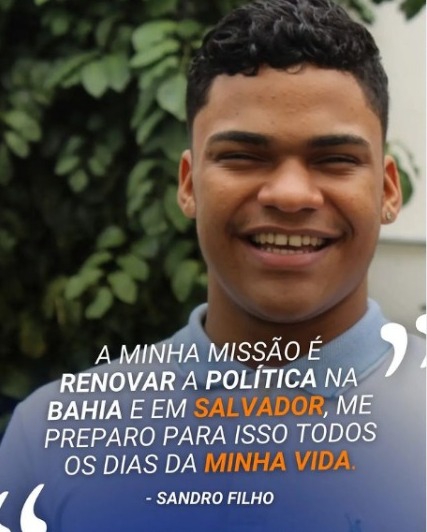 A MINHA MISSÃO É
RENOVAR A POLÍTICA NA
BAHIA E EM SALVADOR, ME
PREPARO PARA ISSO TODOS
OS DIAS DA MINHA VIDA.
- SANDRO FILHO